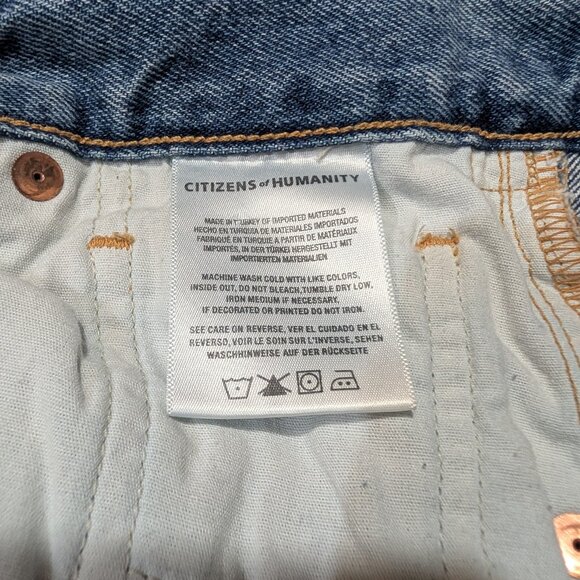 CITIZENS of HUMANITY
MADE IN TURKEY OF IMPORTED MATERIALS
HECHO EN TURQUIA DE MATERIALES IMPORTADOS
FABRIQUÉ EN TURQUIE A PARTIR DE MATÉRIAUX
IMPORTES, IN DER TÜRKEI HERGESTELLT MIT
IMPORTIERTEN MATERIALIEN
MACHINE WASH COLD WITH LIKE COLORS,
INSIDE OUT, DO NOT BLEACH,TUMBLE DRY LOW,
IRON MEDIUM IF NECESSARY,
IF DECORATED OR PRINTED DO NOT IRON.
SEE CARE ON REVERSE, VER EL CUIDADO EN EL
REVERSO, VOIR LE SOIN SUR L'INVERSE, SEHEN
WASCHHINWEISE AUF DER RÜCKSEITE